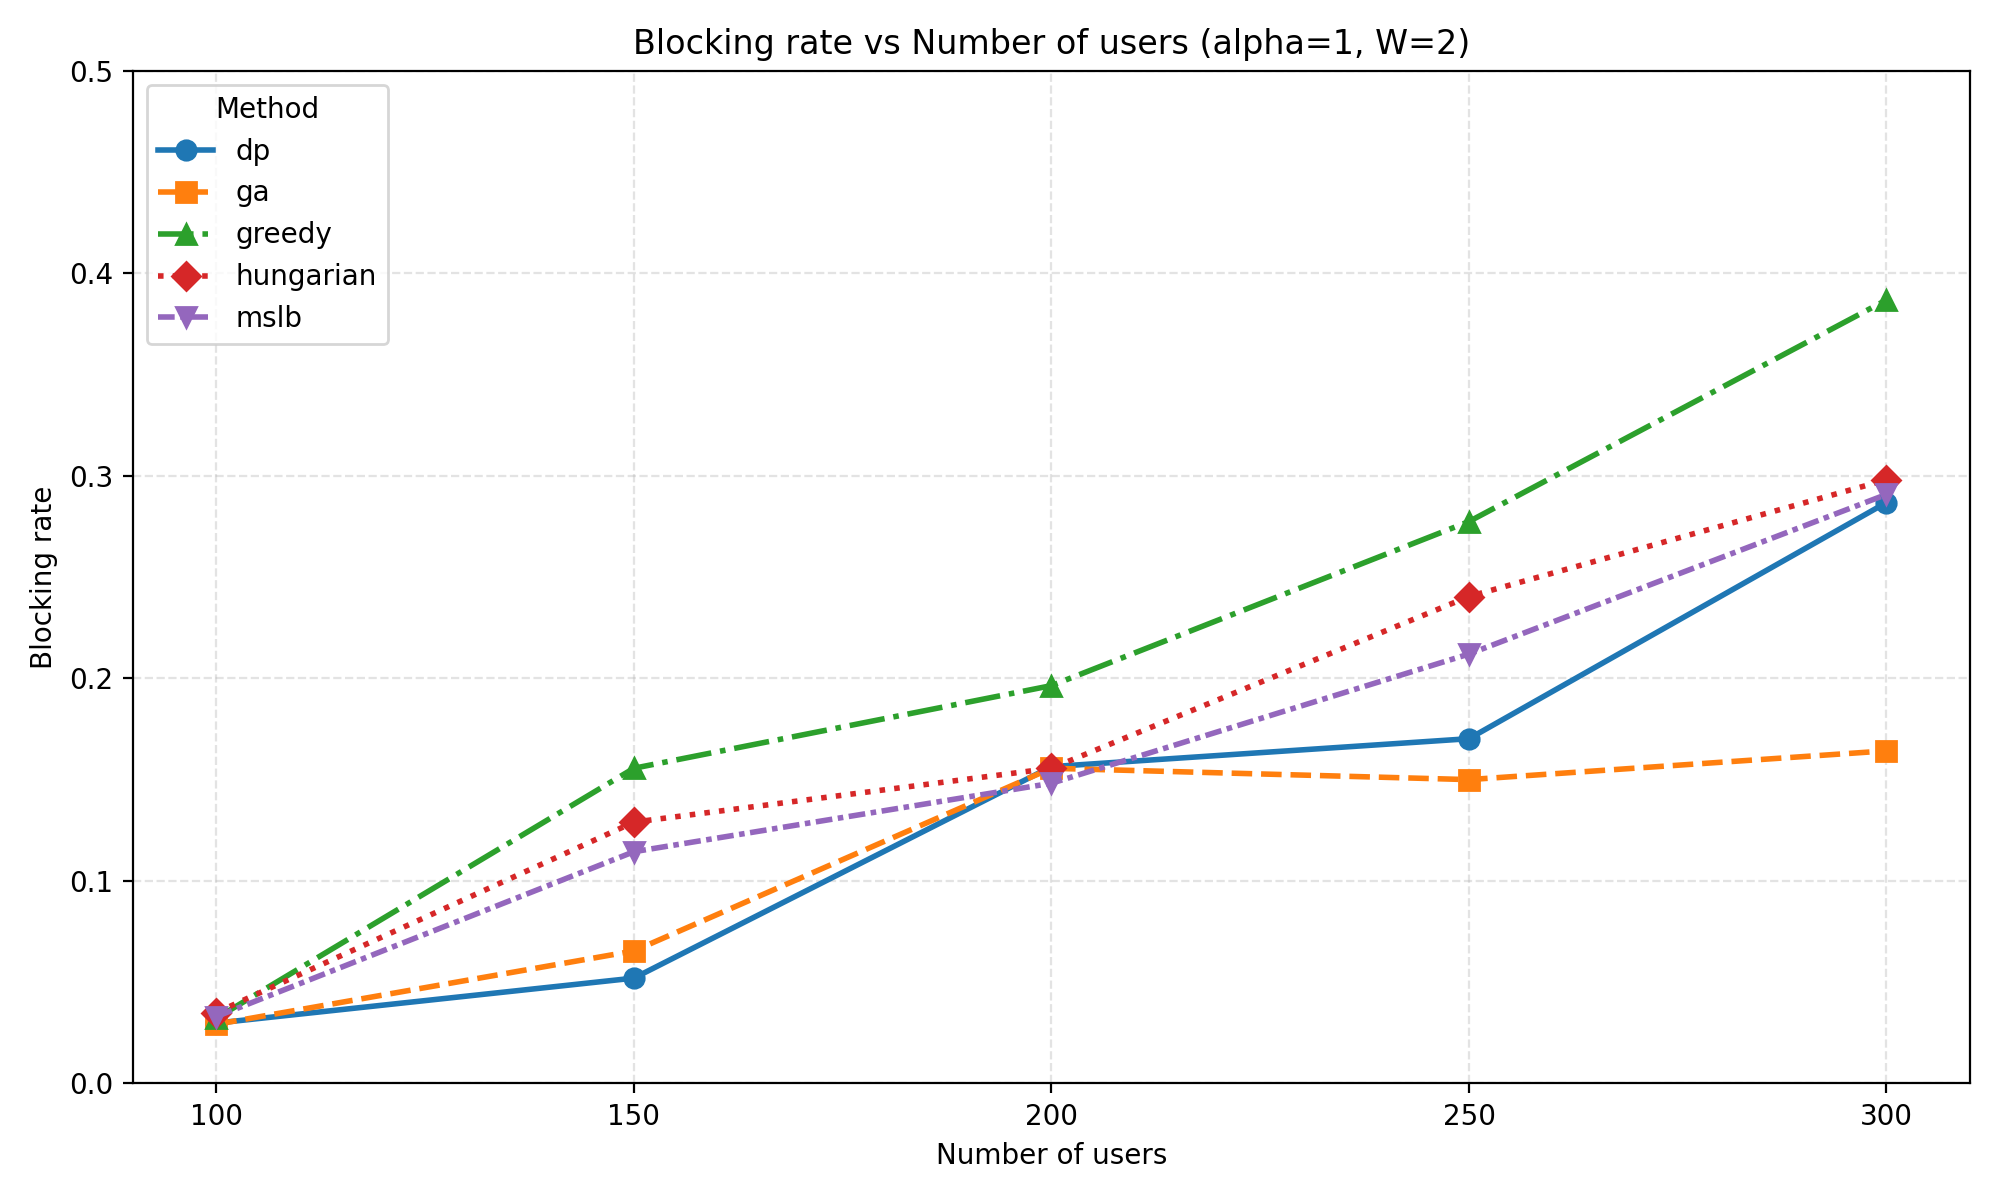 Blocking rate vs Number of users (alpha=1, W=2)
Method
dp
ga
greedy
hungarian
mslb
Blocking rate
0.5
0.4
0.3
0.2
0.1
0.0
100 150 200 250 300
Number of users